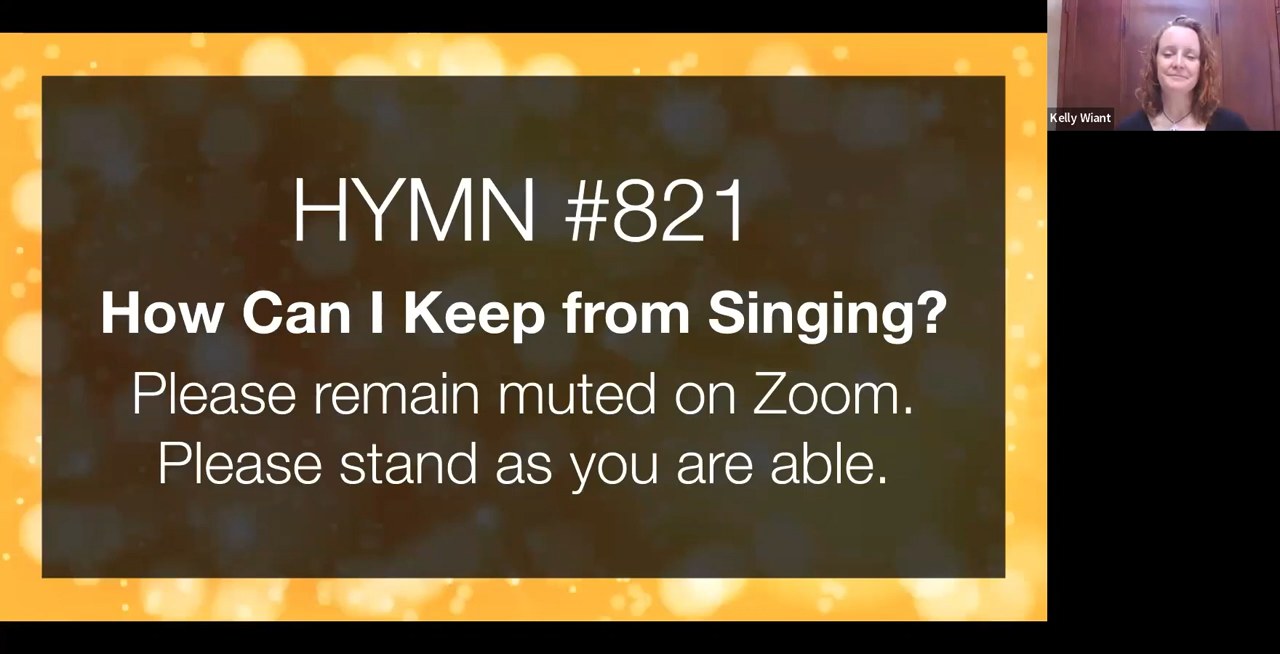 HYMN #821
How Can I Keep from Singing?
Please remain muted on Zoom.
Please stand as you are able.
Kelly Wiant